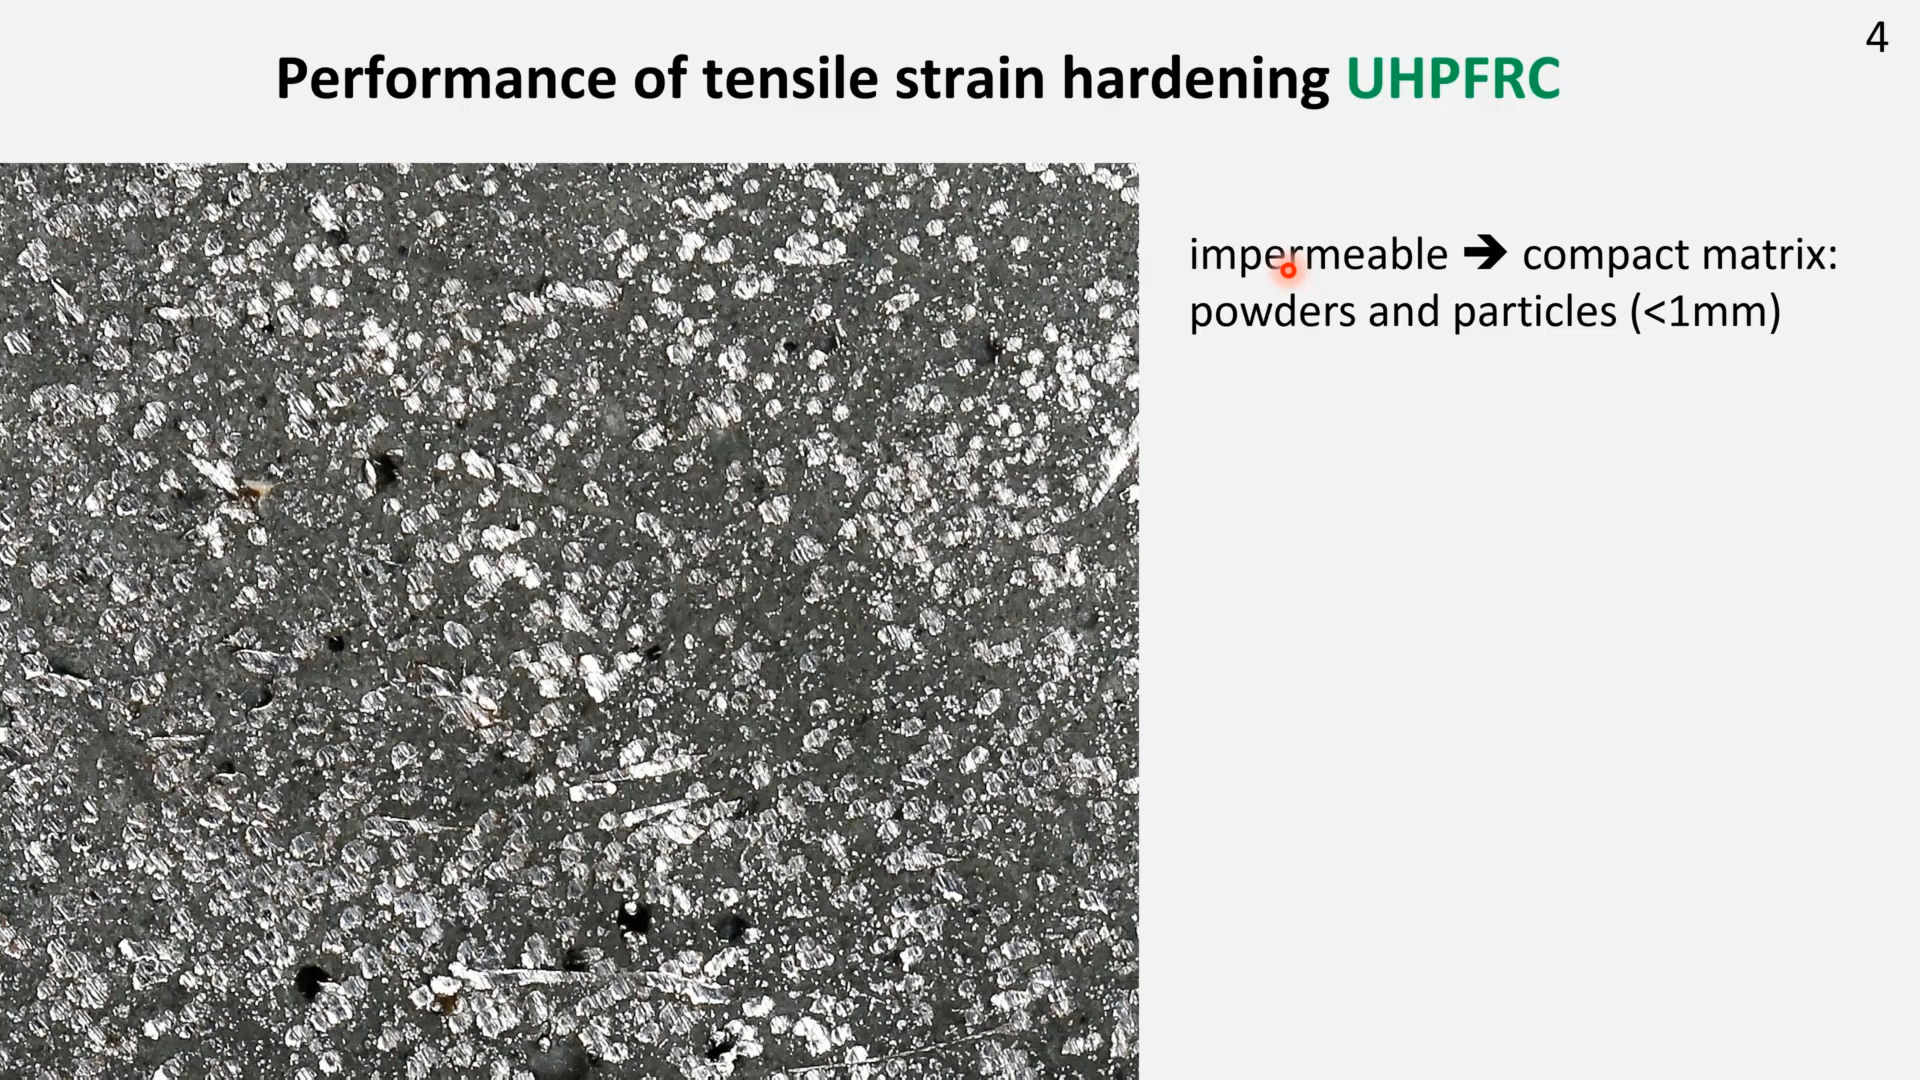 4
Performance of tensile strain hardening UHPFRC
impermeable 🡲 compact matrix:
powders and particles (<1mm)